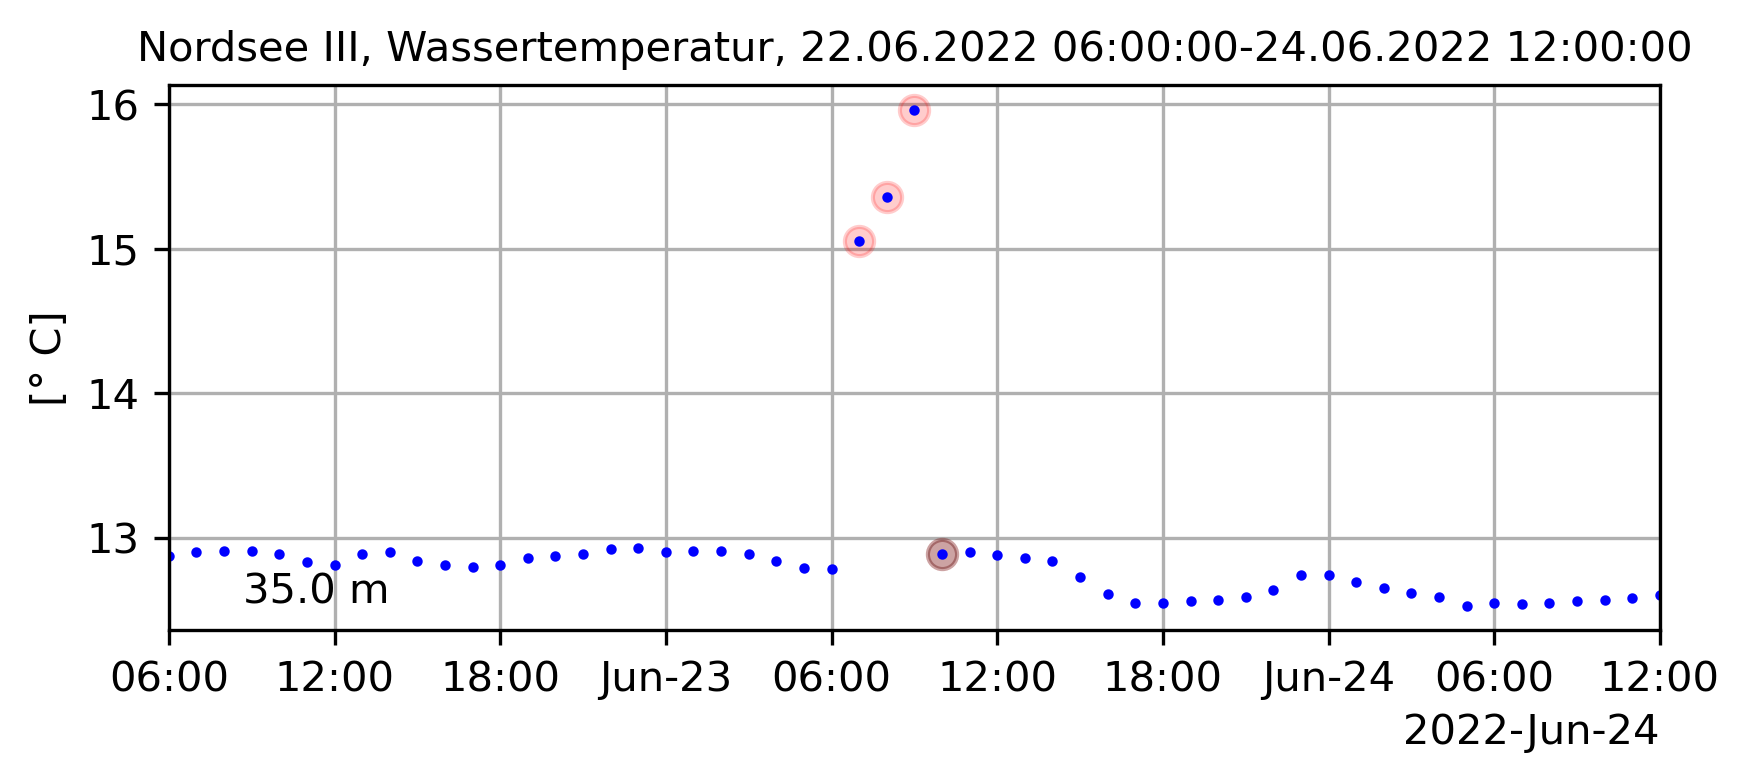 Nordsee III, Wassertemperatur, 22.06.2022 06:00:00-24.06.2022 12:00:00
[° C]
16
15
14
13
35.0 m
06:00 12:00 18:00 Jun-23 06:00 12:00 18:00 Jun-24 06:00 12:00
2022-Jun-24